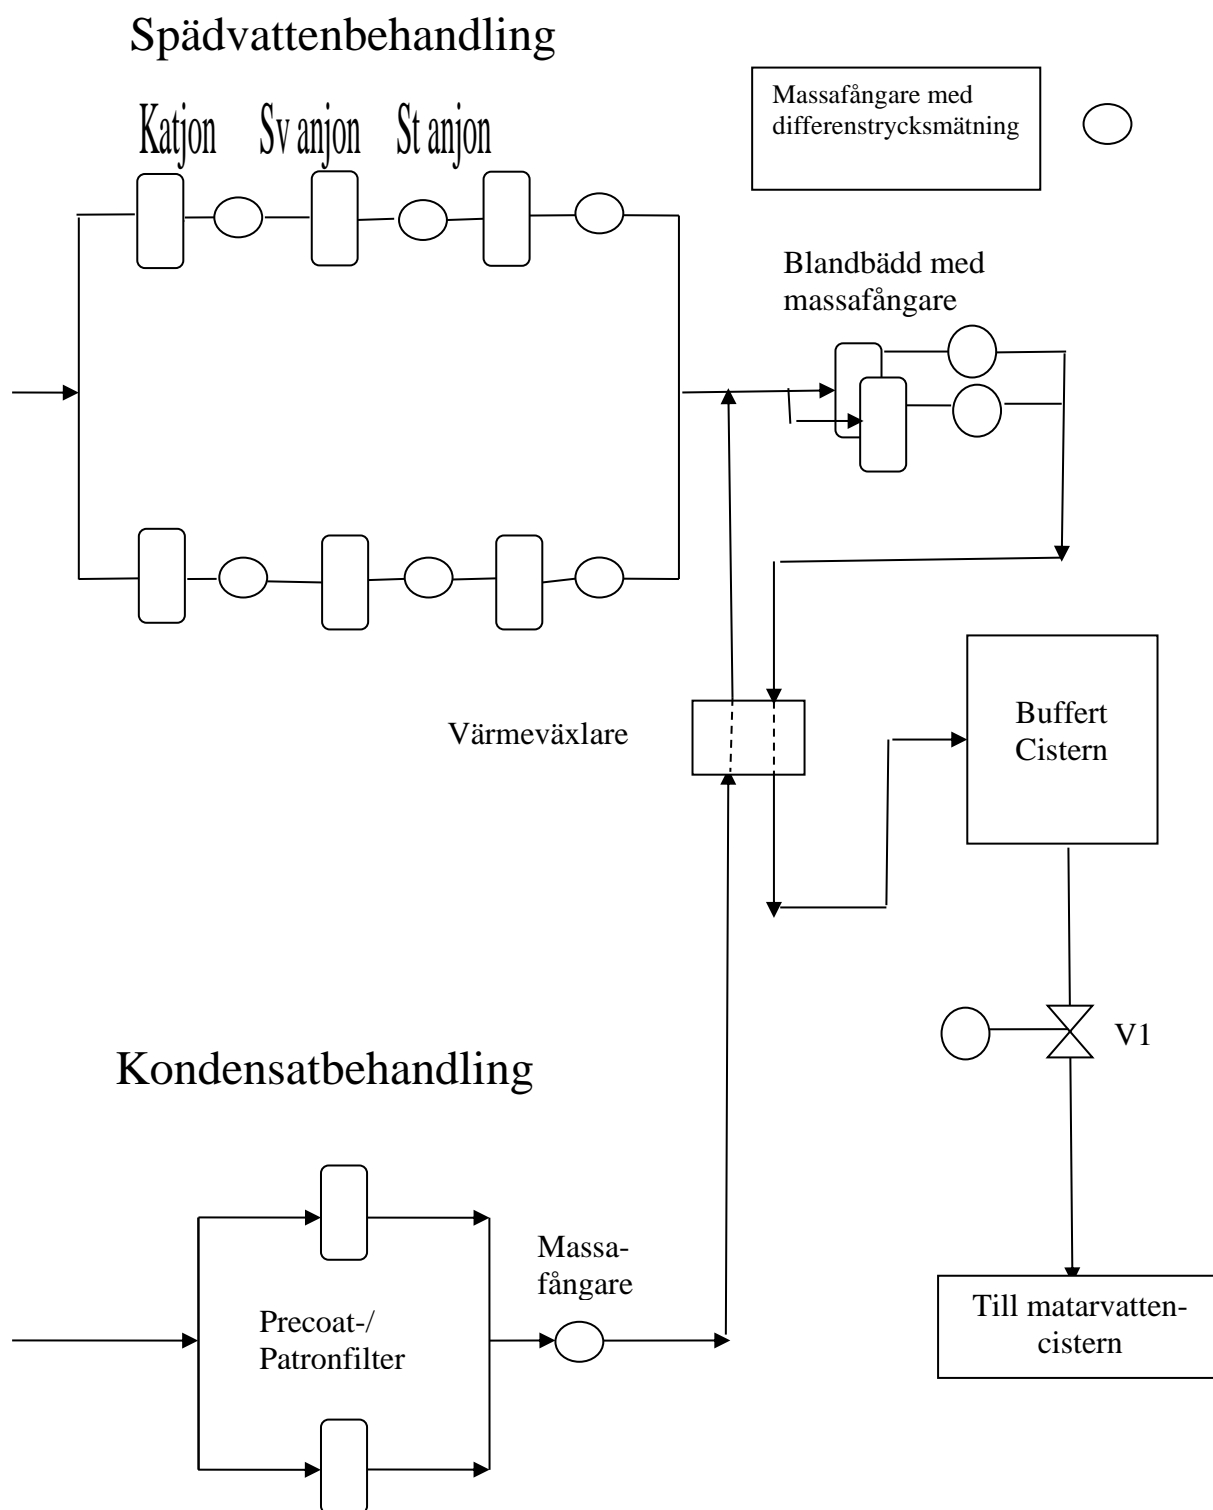 Spädvattenbehandling
Katjon
Sv anjon
St anjon
Massafångare med
differenstrycksmätning
Blandbädd med
massafångare
Värmeväxlare
Buffert
Cistern
V1
Kondensatbehandling
Massa-
fångare
Precoat-/
Patronfilter
Till matarvatten-
cistern